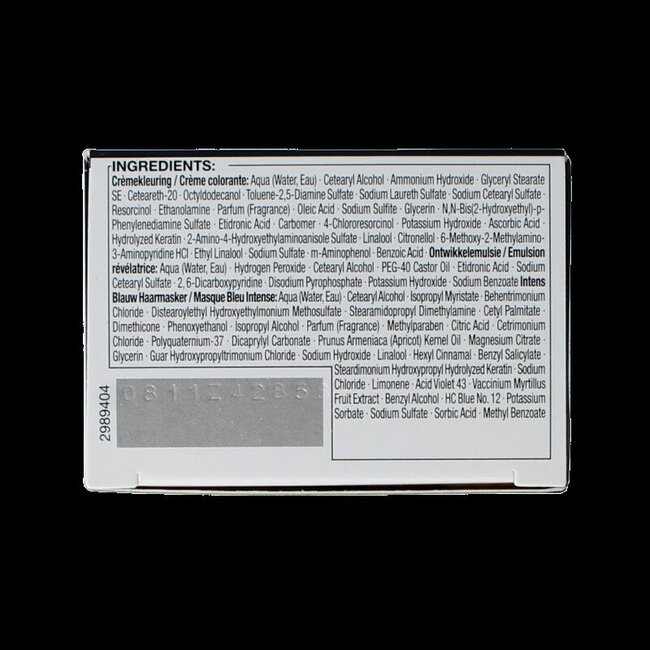 INGREDIENTS:
Crèmekleuring / Crème colorante: Aqua (Water, Eau) · Cetearyl Alcohol · Ammonium Hydroxide · Glyceryl Stearate
SE · Ceteareth-20 · Octyldodecanol · Toluene-2,5-Diamine Sulfate · Sodium Laureth Sulfate · Sodium Cetearyl Sulfate ·
Resorcinol · Ethanolamine · Parfum (Fragrance) · Oleic Acid · Sodium Sulfite · Glycerin · N,N-Bis(2-Hydroxyethyl)-p-
Phenylenediamine Sulfate · Etidronic Acid · Carbomer · 4-Chlororesorcinol · Potassium Hydroxide · Ascorbic Acid ·
Hydrolyzed Keratin · 2-Amino-4-Hydroxyethylaminoanisole Sulfate · Linalool · Citronellol · 6-Methoxy-2-Methylamino-
3-Aminopyridine HCl · Ethyl Linalool · Sodium Sulfate · m-Aminophenol · Benzoic Acid · Ontwikkelemulsie / Emulsion
révélatrice: Aqua (Water, Eau) · Hydrogen Peroxide · Cetearyl Alcohol · PEG-40 Castor Oil · Etidronic Acid · Sodium
Cetearyl Sulfate · 2,6-Dicarboxypyridine · Disodium Pyrophosphate · Potassium Hydroxide · Sodium Benzoate Intens
Blauw Haarmasker / Masque Bleu Intense: Aqua (Water, Eau) · Cetearyl Alcohol · Isopropyl Myristate · Behentrimonium
Chloride · Distearoylethyl Hydroxyethylmonium Methosulfate · Stearamidopropyl Dimethylamine · Cetyl Palmitate ·
Dimethicone · Phenoxyethanol · Isopropyl Alcohol · Parfum (Fragrance) · Methylparaben · Citric Acid · Cetrimonium
Chloride · Polyquaternium-37 · Dicaprylyl Carbonate · Prunus Armeniaca (Apricot) Kernel Oil · Magnesium Citrate ·
Glycerin · Guar Hydroxypropyltrimonium Chloride · Sodium Hydroxide · Linalool · Hexyl Cinnamal · Benzyl Salicylate ·
Steardimonium Hydroxypropyl Hydrolyzed Keratin · Sodium
Chloride · Limonene · Acid Violet 43 · Vaccinium Myrtillus
Fruit Extract · Benzyl Alcohol · HC Blue No. 12 · Potassium
Sorbate · Sodium Sulfate · Sorbic Acid · Methyl Benzoate
2989404